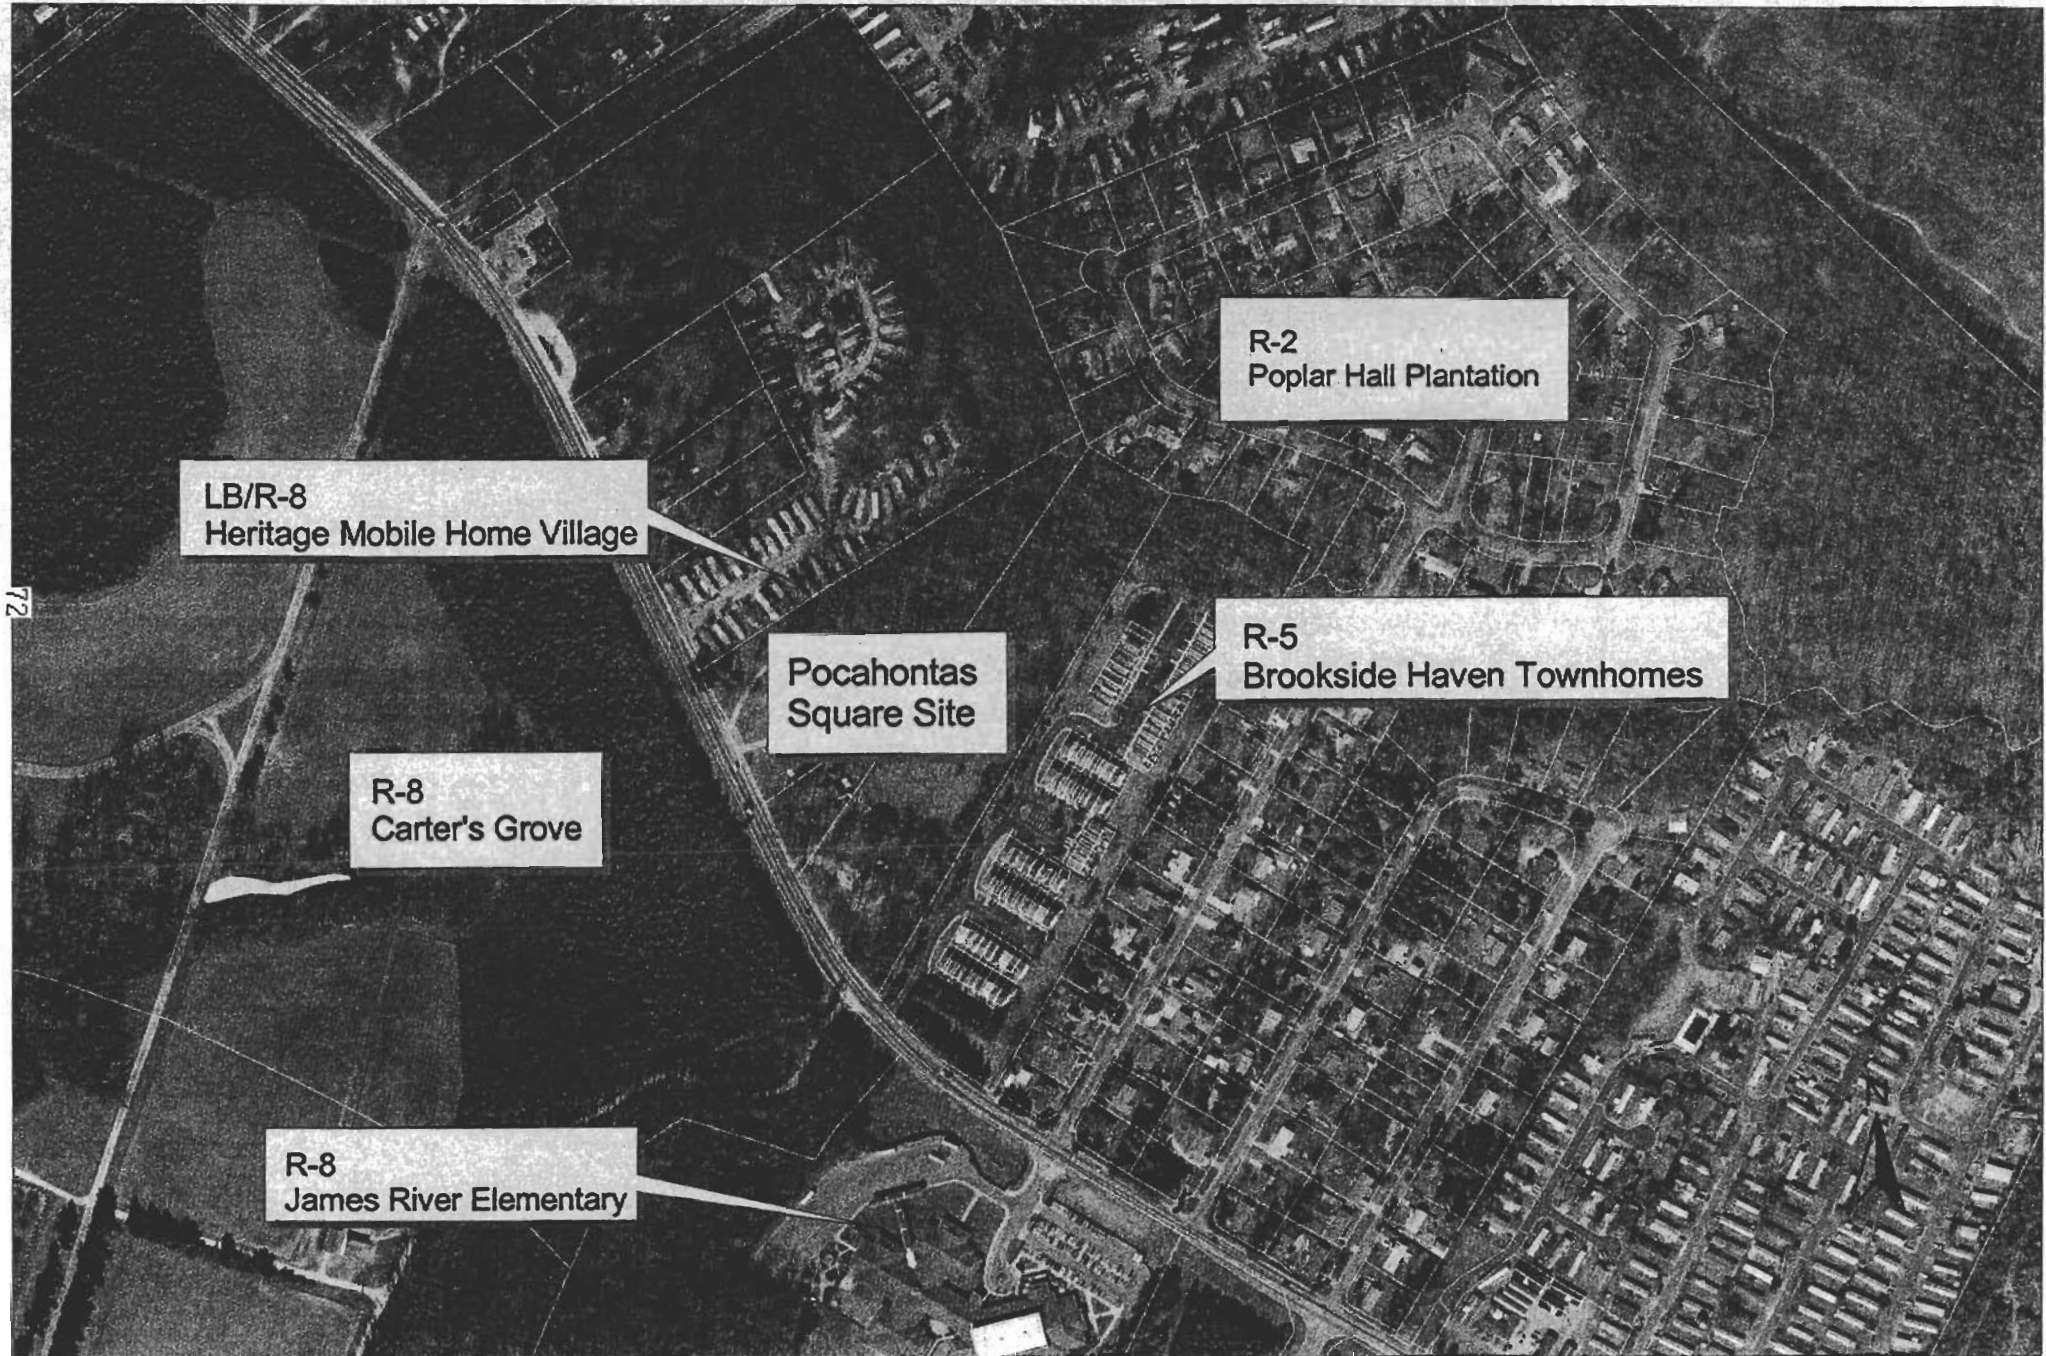 R-2
Poplar Hall Plantation
LB/R-8
Heritage Mobile Home Village
72
R-5
Brookside Haven Townhomes
Pocahontas
Square Site
R-8
Carter's Grove
N
R-8
James River Elementary